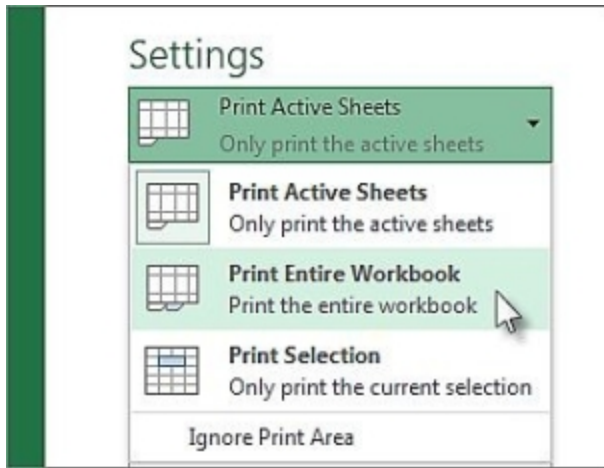 Settings
Print Active Sheets
Only print the active sheets
Print Active Sheets
Only print the active sheets
Print Entire Workbook
Print the entire workbook
Print Selection
Only print the current selection
Ignore Print Area